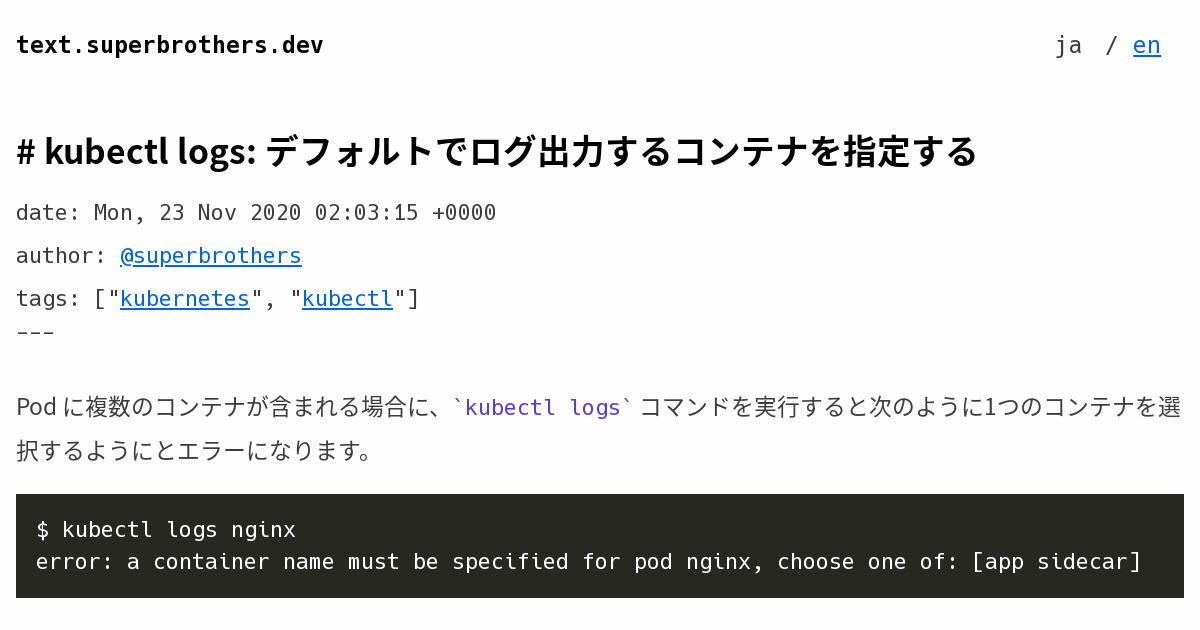 text.superbrothers.dev
ja / en
# kubectl logs: デフォルトでログ出力するコンテナを指定する
date: Mon, 23 Nov 2020 02:03:15 +0000
author: @superbrothers
tags: ["kubernetes", "kubectl"]
---
Pod に複数のコンテナが含まれる場合に、`kubectl logs` コマンドを実行すると次のように1つのコンテナを選
択するようにとエラーになります。
$ kubectl logs nginx
error: a container name must be specified for pod nginx, choose one of: [app sidecar]